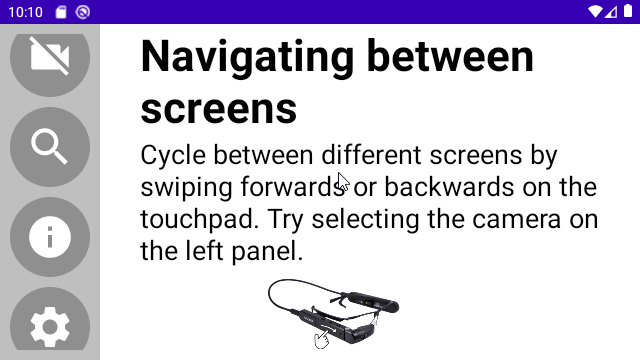 10:10
Navigating between
screens
Cycle between different screens by
swiping forwards or backwards on the
touchpad. Try selecting the camera on
the left panel.